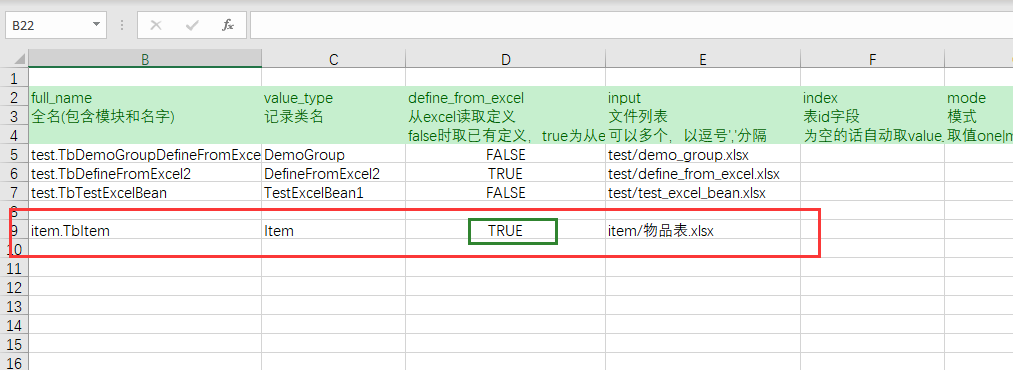 B22 fx
B C D E F
1
2 full_name value_type define_from_excel input index mode
3 全名(包含模块和名字) 记录类名 从excel读取定义 文件列表 表id字段 模式
4 false时取已有定义，true为从e 可以多个，以逗号','分隔 为空的话自动取value_ 取值one|m
5 test.TbDemoGroupDefineFromExce DemoGroup FALSE test/demo_group.xlsx
6 test.TbDefineFromExcel2 DefineFromExcel2 TRUE test/define_from_excel.xlsx
7 test.TbTestExcelBean TestExcelBean1 FALSE test/test_excel_bean.xlsx
8
9 item.TbItem Item TRUE item/物品表.xlsx
10
11
12
13
14
15
16